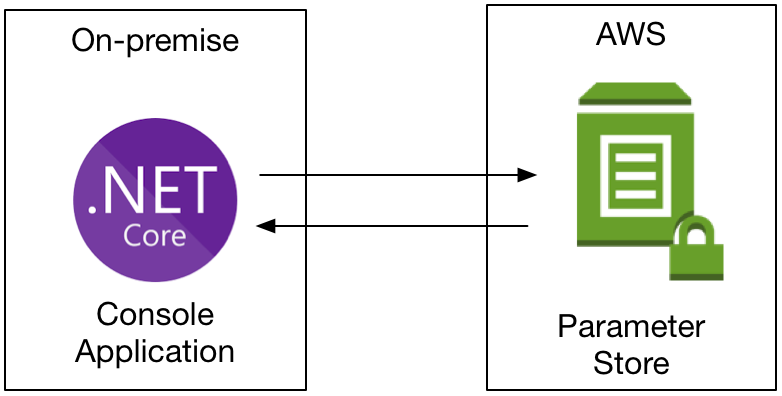 On-premise
.NET
Core
Console
Application
AWS
Parameter
Store